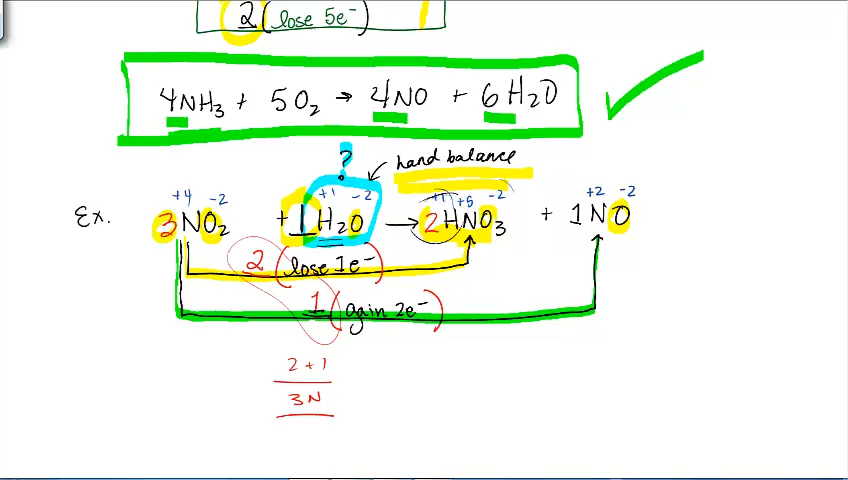 2 (lose 5e⁻)
4NH₃ + 5O₂ → 4NO + 6H₂O
? hand balance
+4 -2 +1 -2 +1 +5 -2 +2 -2
Ex. 3NO₂ + 1H₂O → 2HNO₃ + 1NO
2 (lose 1e⁻)
1 (gain 2e⁻)
2 + 1
3N